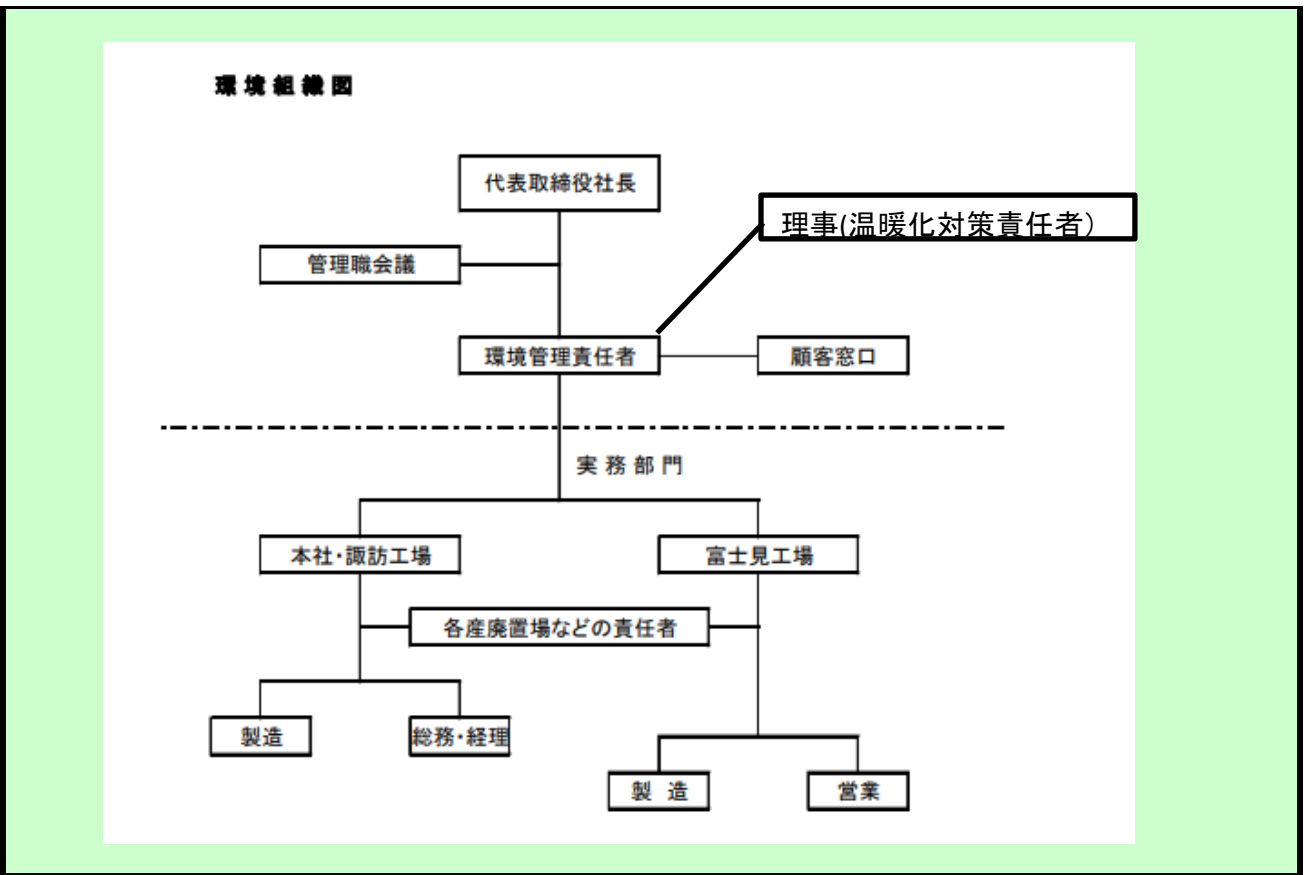 環境組織図
代表取締役社長
理事(温暖化対策責任者）
管理職会議
環境管理責任者
顧客窓口
実務部門
本社・諏訪工場
富士見工場
各産廃置場などの責任者
製造
総務・経理
製 造
営業